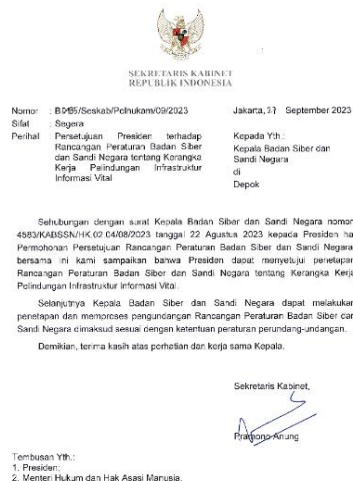 SEKRETARIS KABINET
REPUBLIK INDONESIA
Nomor : /Seskab/Polhukam/09/2023
Jakarta, 27 September 2023
Sifat : Segera
Perihal : Persetujuan Presiden terhadap
Rancangan Peraturan Badan Siber
dan Sandi Negara tentang Kerangka
Kerja Pelindungan Infrastruktur
Informasi Vital
Kepada Yth.:
Kepala Badan Siber dan
Sandi Negara
di
Depok
Sehubungan dengan surat Kepala Badan Siber dan Sandi Negara nomor
4583/KABSSN/HK.02.04/08/2023 tanggal 22 Agustus 2023 kepada Presiden ha
Permohonan Persetujuan Rancangan Peraturan Badan Siber dan Sandi Negara
bersama ini kami sampaikan bahwa Presiden dapat menyetujui penetapan
Rancangan Peraturan Badan Siber dan Sandi Negara tentang Kerangka Kerja
Pelindungan Infrastruktur Informasi Vital.
Selanjutnya Kepala Badan Siber dan Sandi Negara dapat melakukan
penetapan dan memproses pengundangan Rancangan Peraturan Badan Siber dan
Sandi Negara dimaksud sesuai dengan ketentuan peraturan perundang-undangan.
Demikian, terima kasih atas perhatian dan kerja sama Kepala.
Sekretaris Kabinet,
Pramono Anung
Tembusan Yth.:
1. Presiden;
2. Menteri Hukum dan Hak Asasi Manusia.